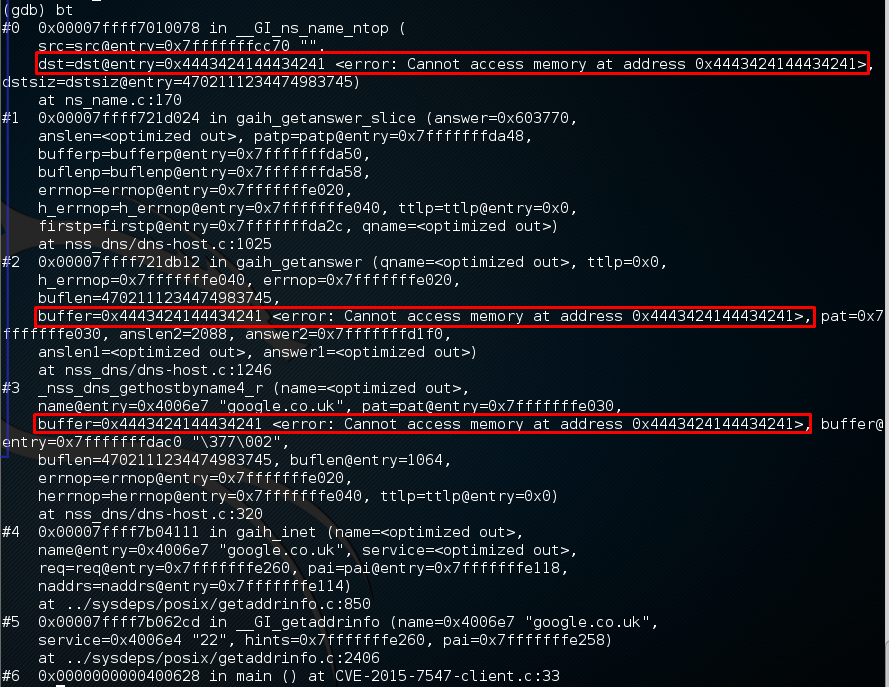 (gdb) bt
#0  0x00007ffff7010078 in __GI_ns_name_ntop (
    src=src@entry=0x7fffffffcc70 "",
    dst=dst@entry=0x4443424144434241 <error: Cannot access memory at address 0x4443424144434241>,
dstsiz=dstsiz@entry=4702111234474983745)
    at ns_name.c:170
#1  0x00007ffff721d024 in gaih_getanswer_slice (answer=0x603770,
    anslen=<optimized out>, patp=patp@entry=0x7fffffffda48,
    bufferp=bufferp@entry=0x7fffffffda50,
    buflenp=buflenp@entry=0x7fffffffda58,
    errnop=errnop@entry=0x7fffffffe020,
    h_errnop=h_errnop@entry=0x7fffffffe040, ttlp=ttlp@entry=0x0,
    firstp=firstp@entry=0x7fffffffda2c, qname=<optimized out>)
    at nss_dns/dns-host.c:1025
#2  0x00007ffff721db12 in gaih_getanswer (qname=<optimized out>, ttlp=0x0,
    h_errnop=0x7fffffffe040, errnop=0x7fffffffe020,
    buflen=4702111234474983745,
    buffer=0x4443424144434241 <error: Cannot access memory at address 0x4443424144434241>, pat=0x7
fffffffe030, anslen2=2088, answer2=0x7fffffffd1f0,
    anslen1=<optimized out>, answer1=<optimized out>)
    at nss_dns/dns-host.c:1246
#3  _nss_dns_gethostbyname4_r (name=<optimized out>,
    name@entry=0x4006e7 "google.co.uk", pat=pat@entry=0x7fffffffe030,
    buffer=0x4443424144434241 <error: Cannot access memory at address 0x4443424144434241>, buffer@
entry=0x7fffffffdac0 "\377\002",
    buflen=4702111234474983745, buflen@entry=1064,
    errnop=errnop@entry=0x7fffffffe020,
    herrnop=herrnop@entry=0x7fffffffe040, ttlp=ttlp@entry=0x0)
    at nss_dns/dns-host.c:320
#4  0x00007ffff7b04111 in gaih_inet (name=<optimized out>,
    name@entry=0x4006e7 "google.co.uk", service=<optimized out>,
    req=req@entry=0x7fffffffe260, pai=pai@entry=0x7fffffffe118,
    naddrs=naddrs@entry=0x7fffffffe114)
    at ../sysdeps/posix/getaddrinfo.c:850
#5  0x00007ffff7b062cd in __GI_getaddrinfo (name=0x4006e7 "google.co.uk",
    service=0x4006e4 "22", hints=0x7fffffffe260, pai=0x7fffffffe258)
    at ../sysdeps/posix/getaddrinfo.c:2406
#6  0x0000000000400628 in main () at CVE-2015-7547-client.c:33